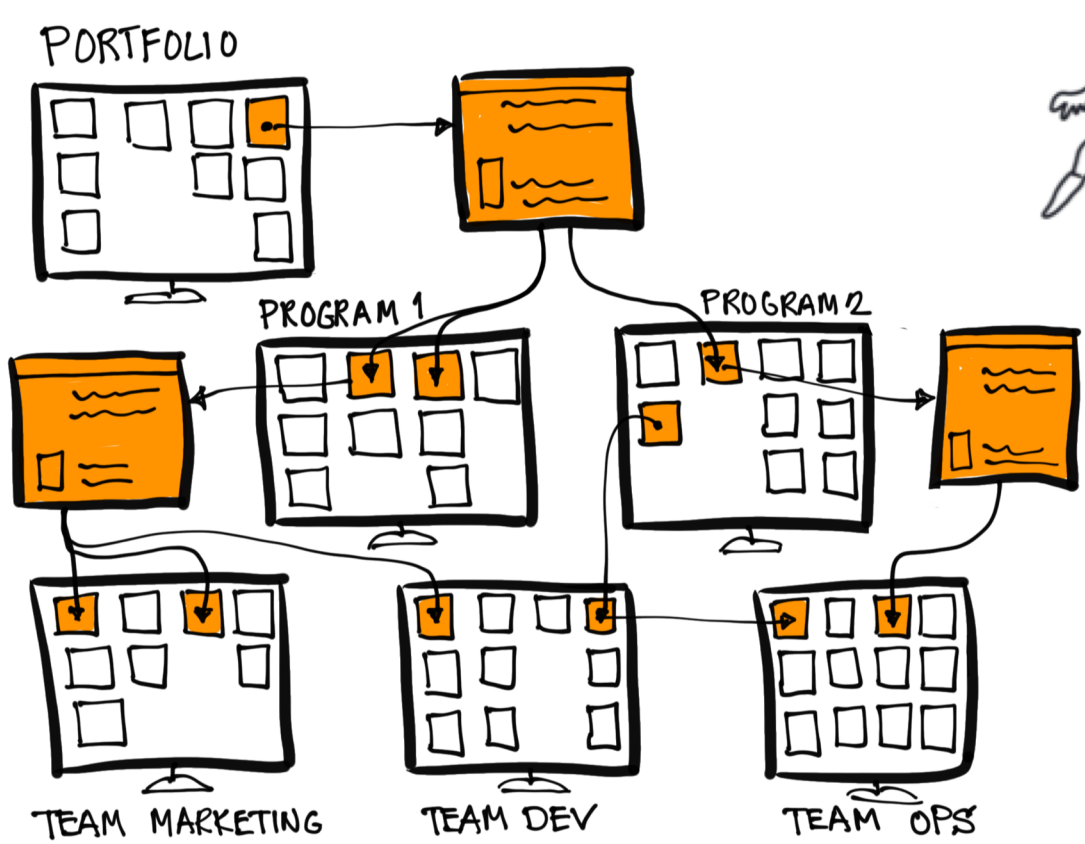 PORTFOLIO
PROGRAM 1
PROGRAM 2
TEAM MARKETING
TEAM DEV
TEAM OPS